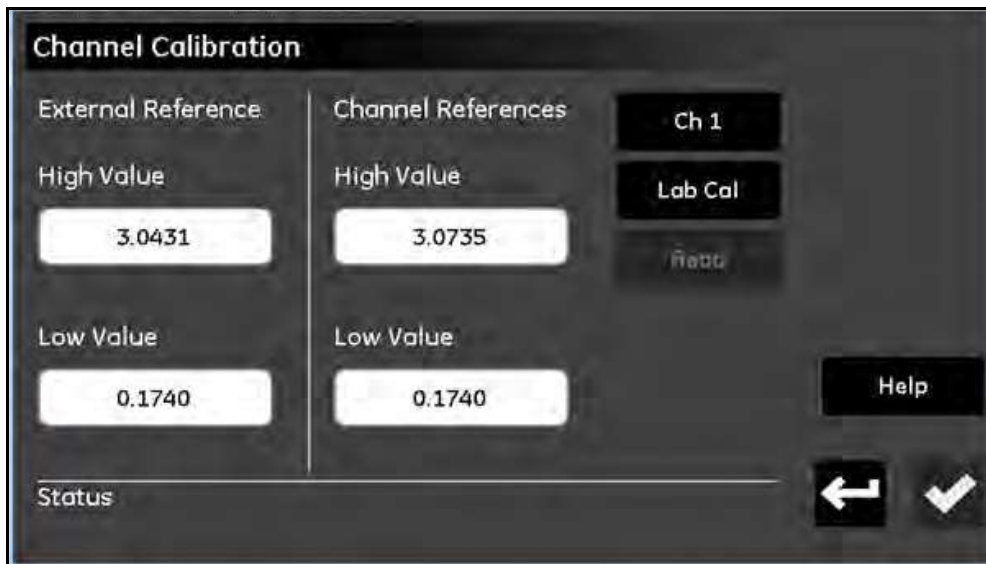 Channel Calibration
External Reference
High Value
3.0431
Low Value
0.1740
Channel References
High Value
3.0735
Low Value
0.1740
Ch 1
Lab Cal
Help
Status